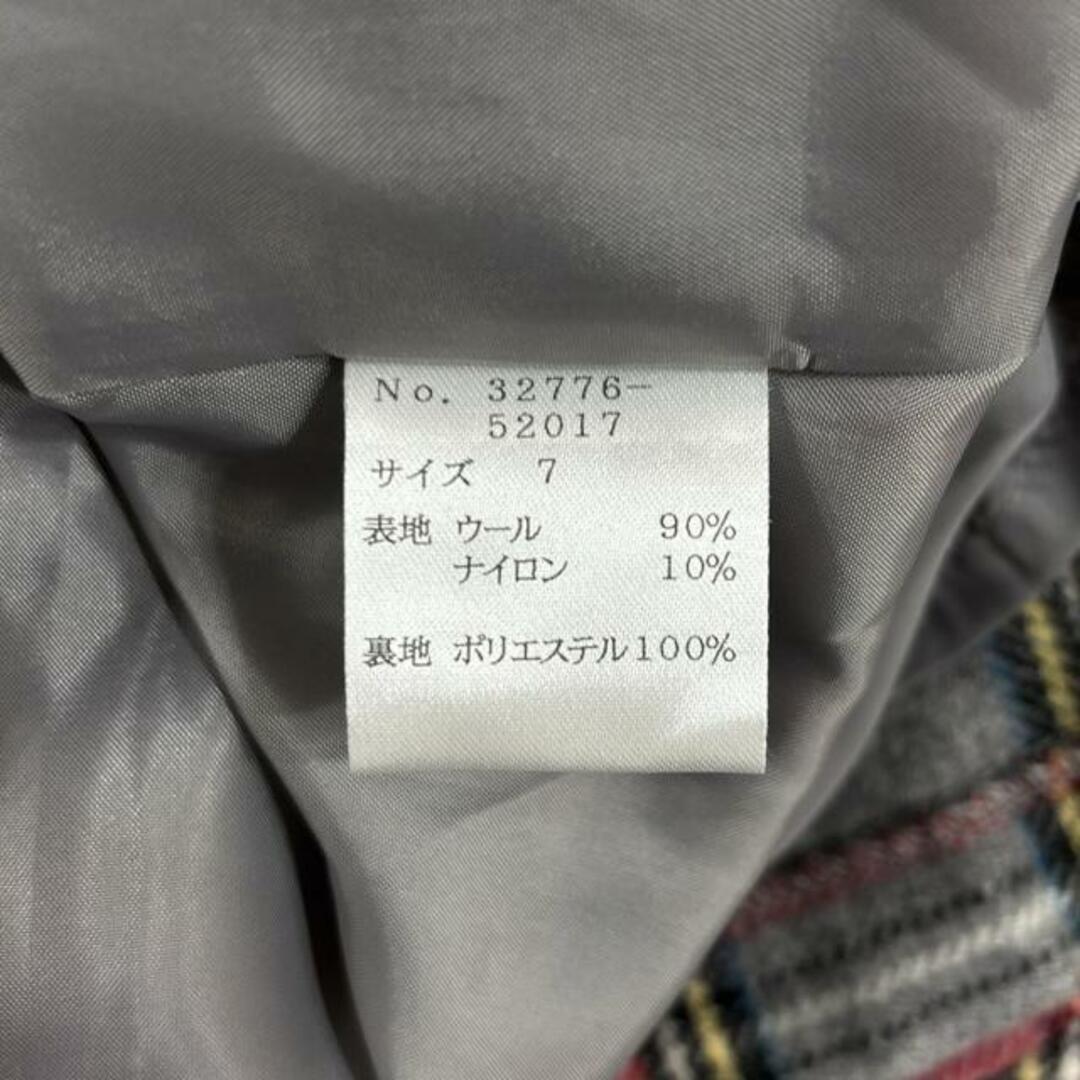 No. 32776-
52017
サイズ 7
表地 ウール 90%
ナイロン 10%
裏地 ポリエステル100%